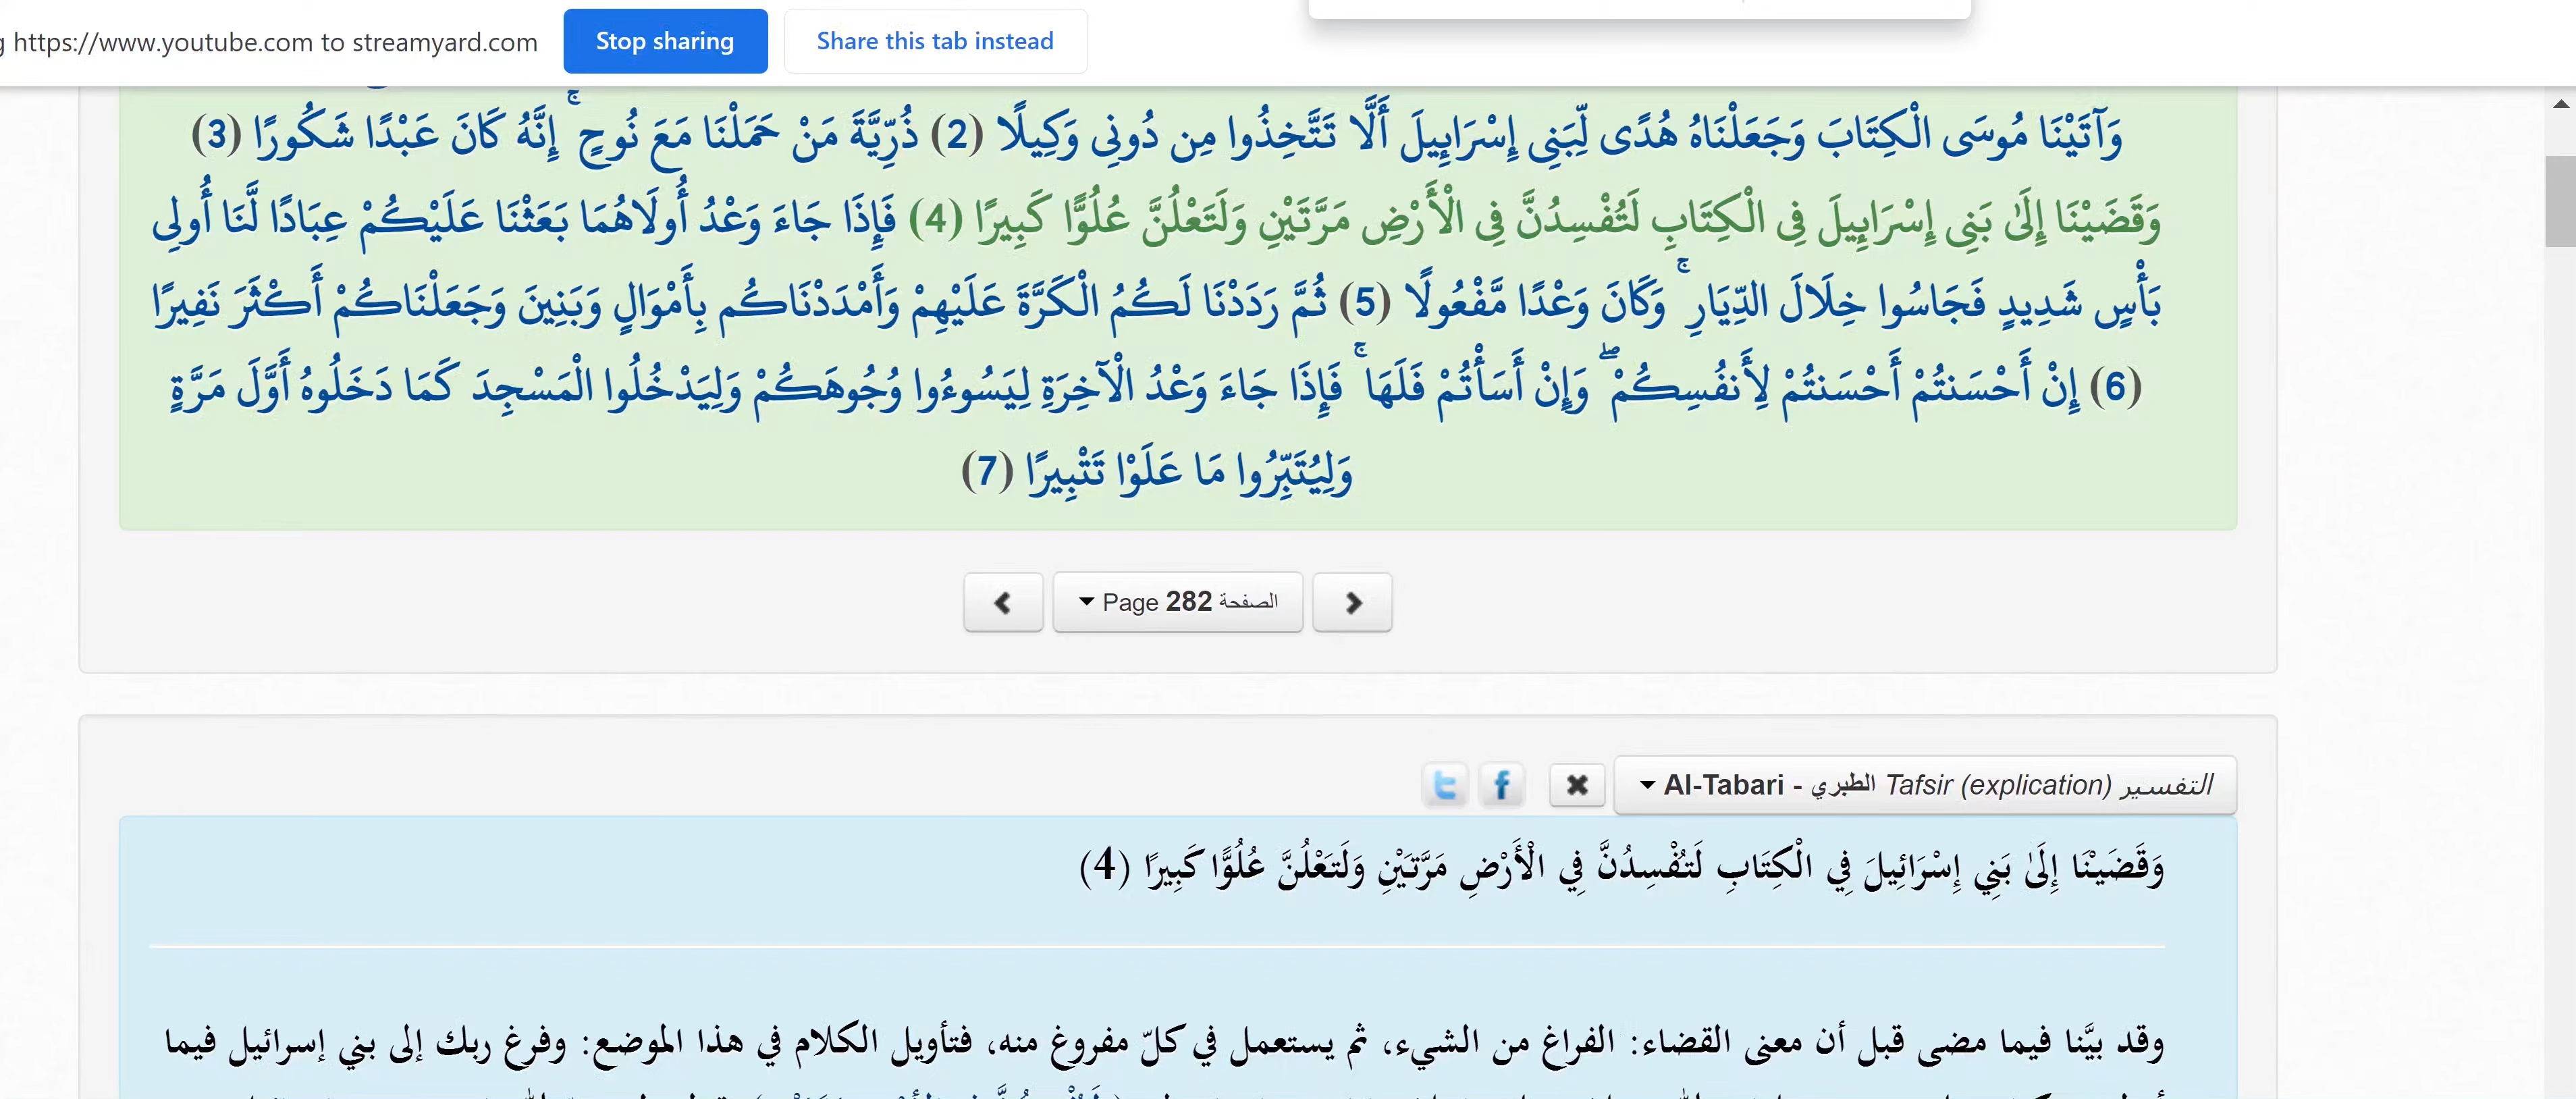 https://www.youtube.com to streamyard.com
Stop sharing
Share this tab instead
وَآتَيْنَا مُوسَى الْكِتَابَ وَجَعَلْنَاهُ هُدًى لِّبَنِي إِسْرَايِيلَ أَلَّا تَتَّخِذُوا مِن دُونِي وَكِيلًا (2) ذُرِّيَّةَ مَنْ حَمَلْنَا مَعَ نُوحٍ ۚ إِنَّهُ كَانَ عَبْدًا شَكُورًا (3)
وَقَضَيْنَا إِلَىٰ بَنِي إِسْرَايِيلَ فِي الْكِتَابِ لَتُفْسِدُنَّ فِي الْأَرْضِ مَرَّتَيْنِ وَلَتَعْلُنَّ عُلُوًّا كَبِيرًا (4) فَإِذَا جَاءَ وَعْدُ أُولَاهُمَا بَعَثْنَا عَلَيْكُمْ عِبَادًا لَّنَا أُولِي
بَأْسٍ شَدِيدٍ فَجَاسُوا خِلَالَ الدِّيَارِ ۚ وَكَانَ وَعْدًا مَّفْعُولًا (5) ثُمَّ رَدَدْنَا لَكُمُ الْكَرَّةَ عَلَيْهِمْ وَأَمْدَدْنَاكُم بِأَمْوَالٍ وَبَنِينَ وَجَعَلْنَاكُمْ أَكْثَرَ نَفِيرًا
(6) إِنْ أَحْسَنتُمْ أَحْسَنتُمْ لِأَنفُسِكُمْ ۖ وَإِنْ أَسَأْتُمْ فَلَهَا ۚ فَإِذَا جَاءَ وَعْدُ الْآخِرَةِ لِيَسُوءُوا وُجُوهَكُمْ وَلِيَدْخُلُوا الْمَسْجِدَ كَمَا دَخَلُوهُ أَوَّلَ مَرَّةٍ
وَلِيُتَبِّرُوا مَا عَلَوْا تَتْبِيرًا (7)
الصفحة Page 282
التفسير Tafsir (explication) الطبري - Al-Tabari
وَقَضَيْنَا إِلَىٰ بَنِي إِسْرَائِيلَ فِي الْكِتَابِ لَتُفْسِدُنَّ فِي الْأَرْضِ مَرَّتَيْنِ وَلَتَعْلُنَّ عُلُوًّا كَبِيرًا (4)
وقد بيَّنا فيما مضى قبل أن معنى القضاء: الفراغ من الشيء، ثم يستعمل في كلّ مفروغ منه، فتأويل الكلام في هذا الموضع: وفرغ ربك إلى بني إسرائيل فيما